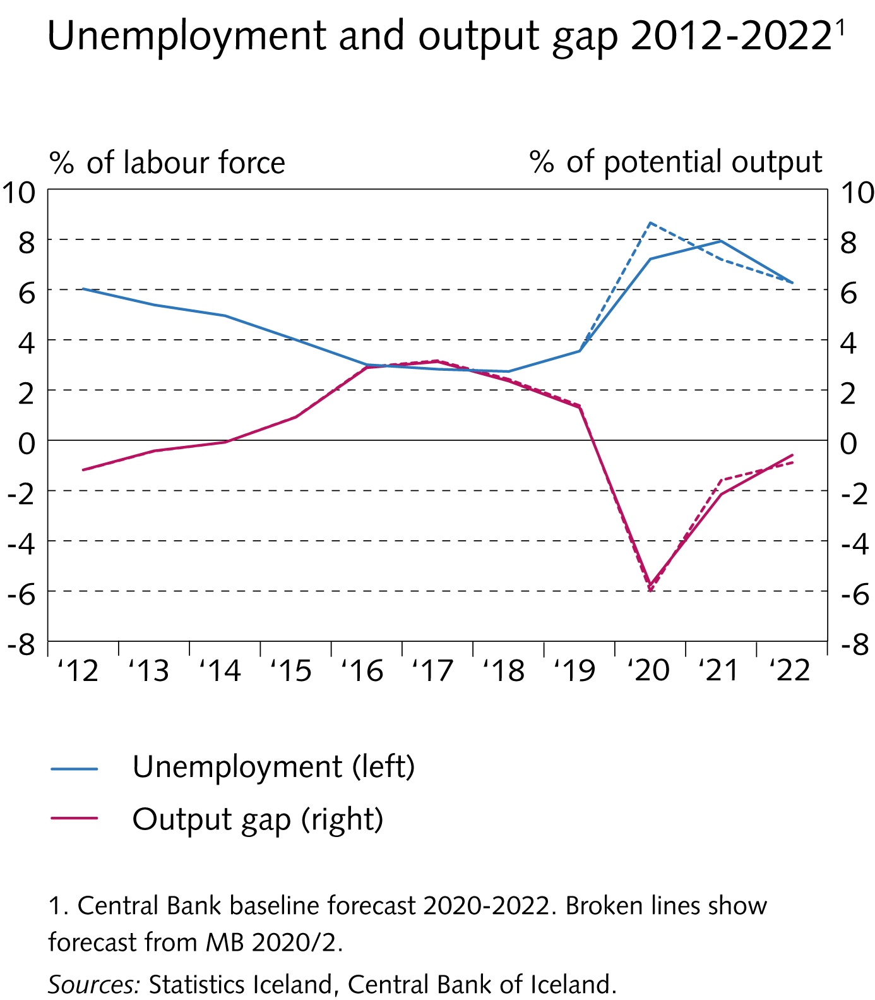 Unemployment and output gap 2012-2022¹
% of labour force % of potential output
10 10
8 8
6 6
4 4
2 2
0 0
-2 -2
-4 -4
-6 -6
-8 -8
‘12 ‘13 ‘14 ‘15 ‘16 ‘17 ‘18 ‘19 ‘20 ‘21 ‘22
Unemployment (left)
Output gap (right)
1. Central Bank baseline forecast 2020-2022. Broken lines show
forecast from MB 2020/2.
Sources: Statistics Iceland, Central Bank of Iceland.